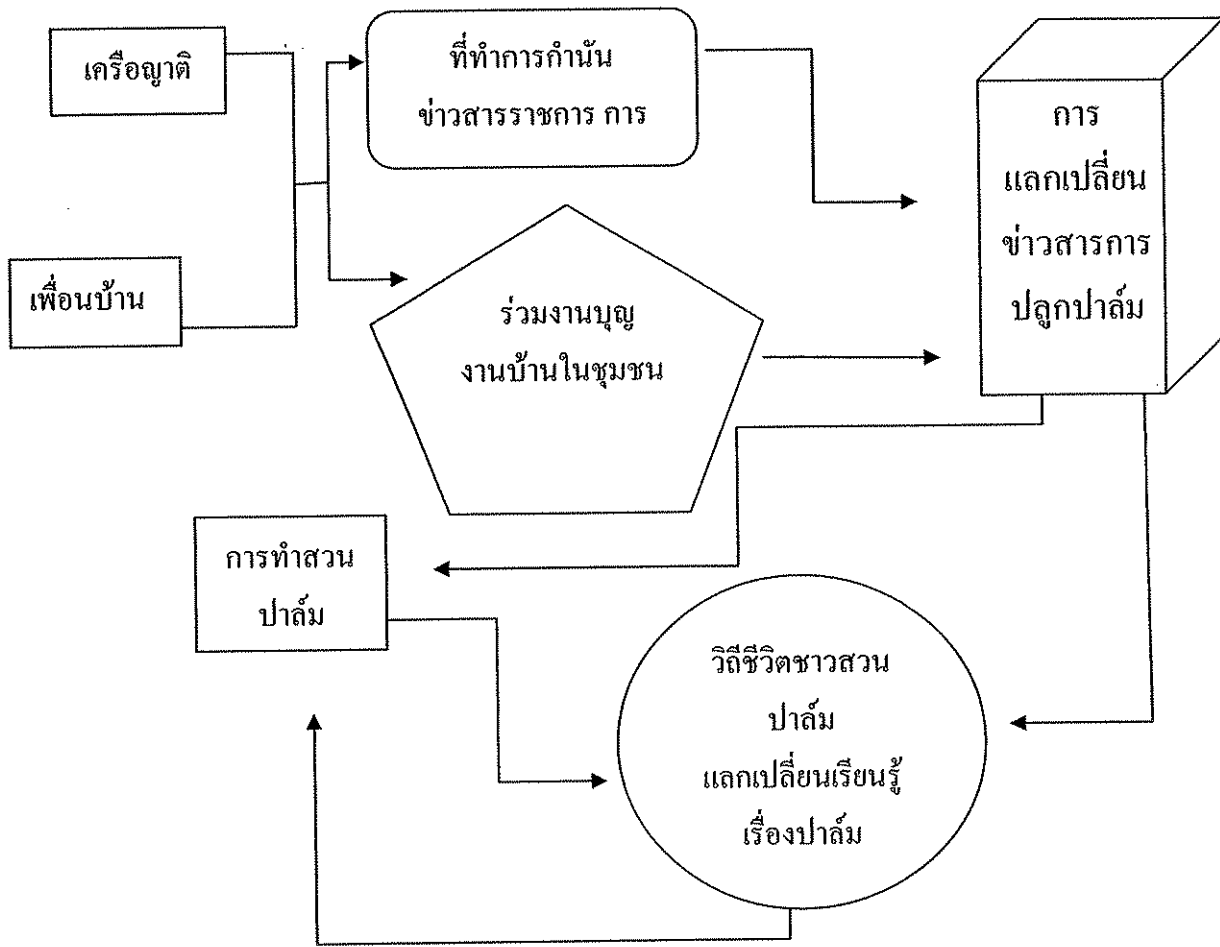 เครือญาติ
ที่ทำการกำนัน
ข่าวสารราชการ การ
การ
แลกเปลี่ยน
ข่าวสารการ
ปลูกปาล์ม
เพื่อนบ้าน
ร่วมงานบุญ
งานบ้านในชุมชน
การทำสวน
ปาล์ม
วิถีชีวิตชาวสวน
ปาล์ม
แลกเปลี่ยนเรียนรู้
เรื่องปาล์ม